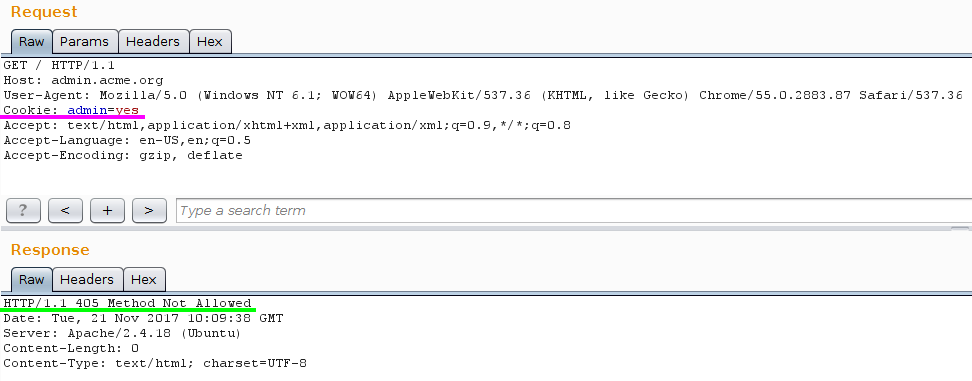 Request
Raw Params Headers Hex
GET / HTTP/1.1
Host: admin.acme.org
User-Agent: Mozilla/5.0 (Windows NT 6.1; WOW64) AppleWebKit/537.36 (KHTML, like Gecko) Chrome/55.0.2883.87 Safari/537.36
Cookie: admin=yes
Accept: text/html,application/xhtml+xml,application/xml;q=0.9,*/*;q=0.8
Accept-Language: en-US,en;q=0.5
Accept-Encoding: gzip, deflate
? < + > Type a search term
Response
Raw Headers Hex
HTTP/1.1 405 Method Not Allowed
Date: Tue, 21 Nov 2017 10:09:38 GMT
Server: Apache/2.4.18 (Ubuntu)
Content-Length: 0
Content-Type: text/html; charset=UTF-8